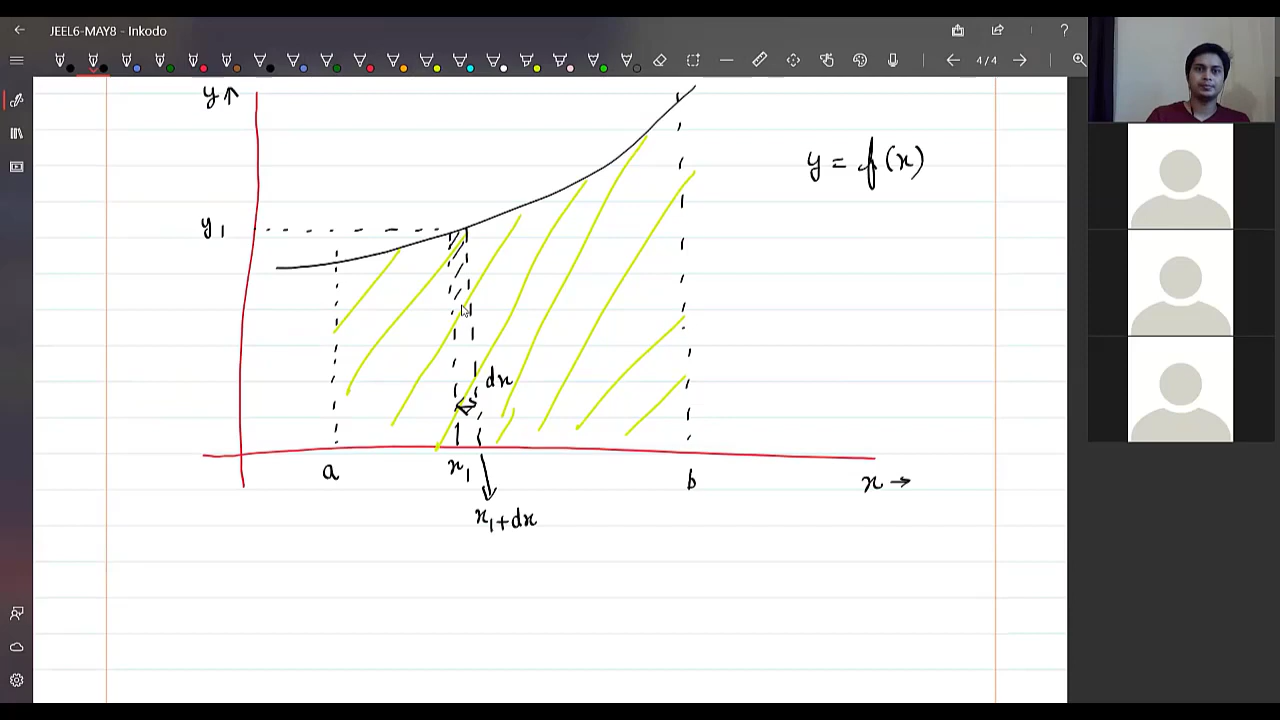 JEEL6-MAY8 - Inkodo
4/4
y ↑
y = f(x)
y₁
dx
a
x₁
b
x →
x₁+dx